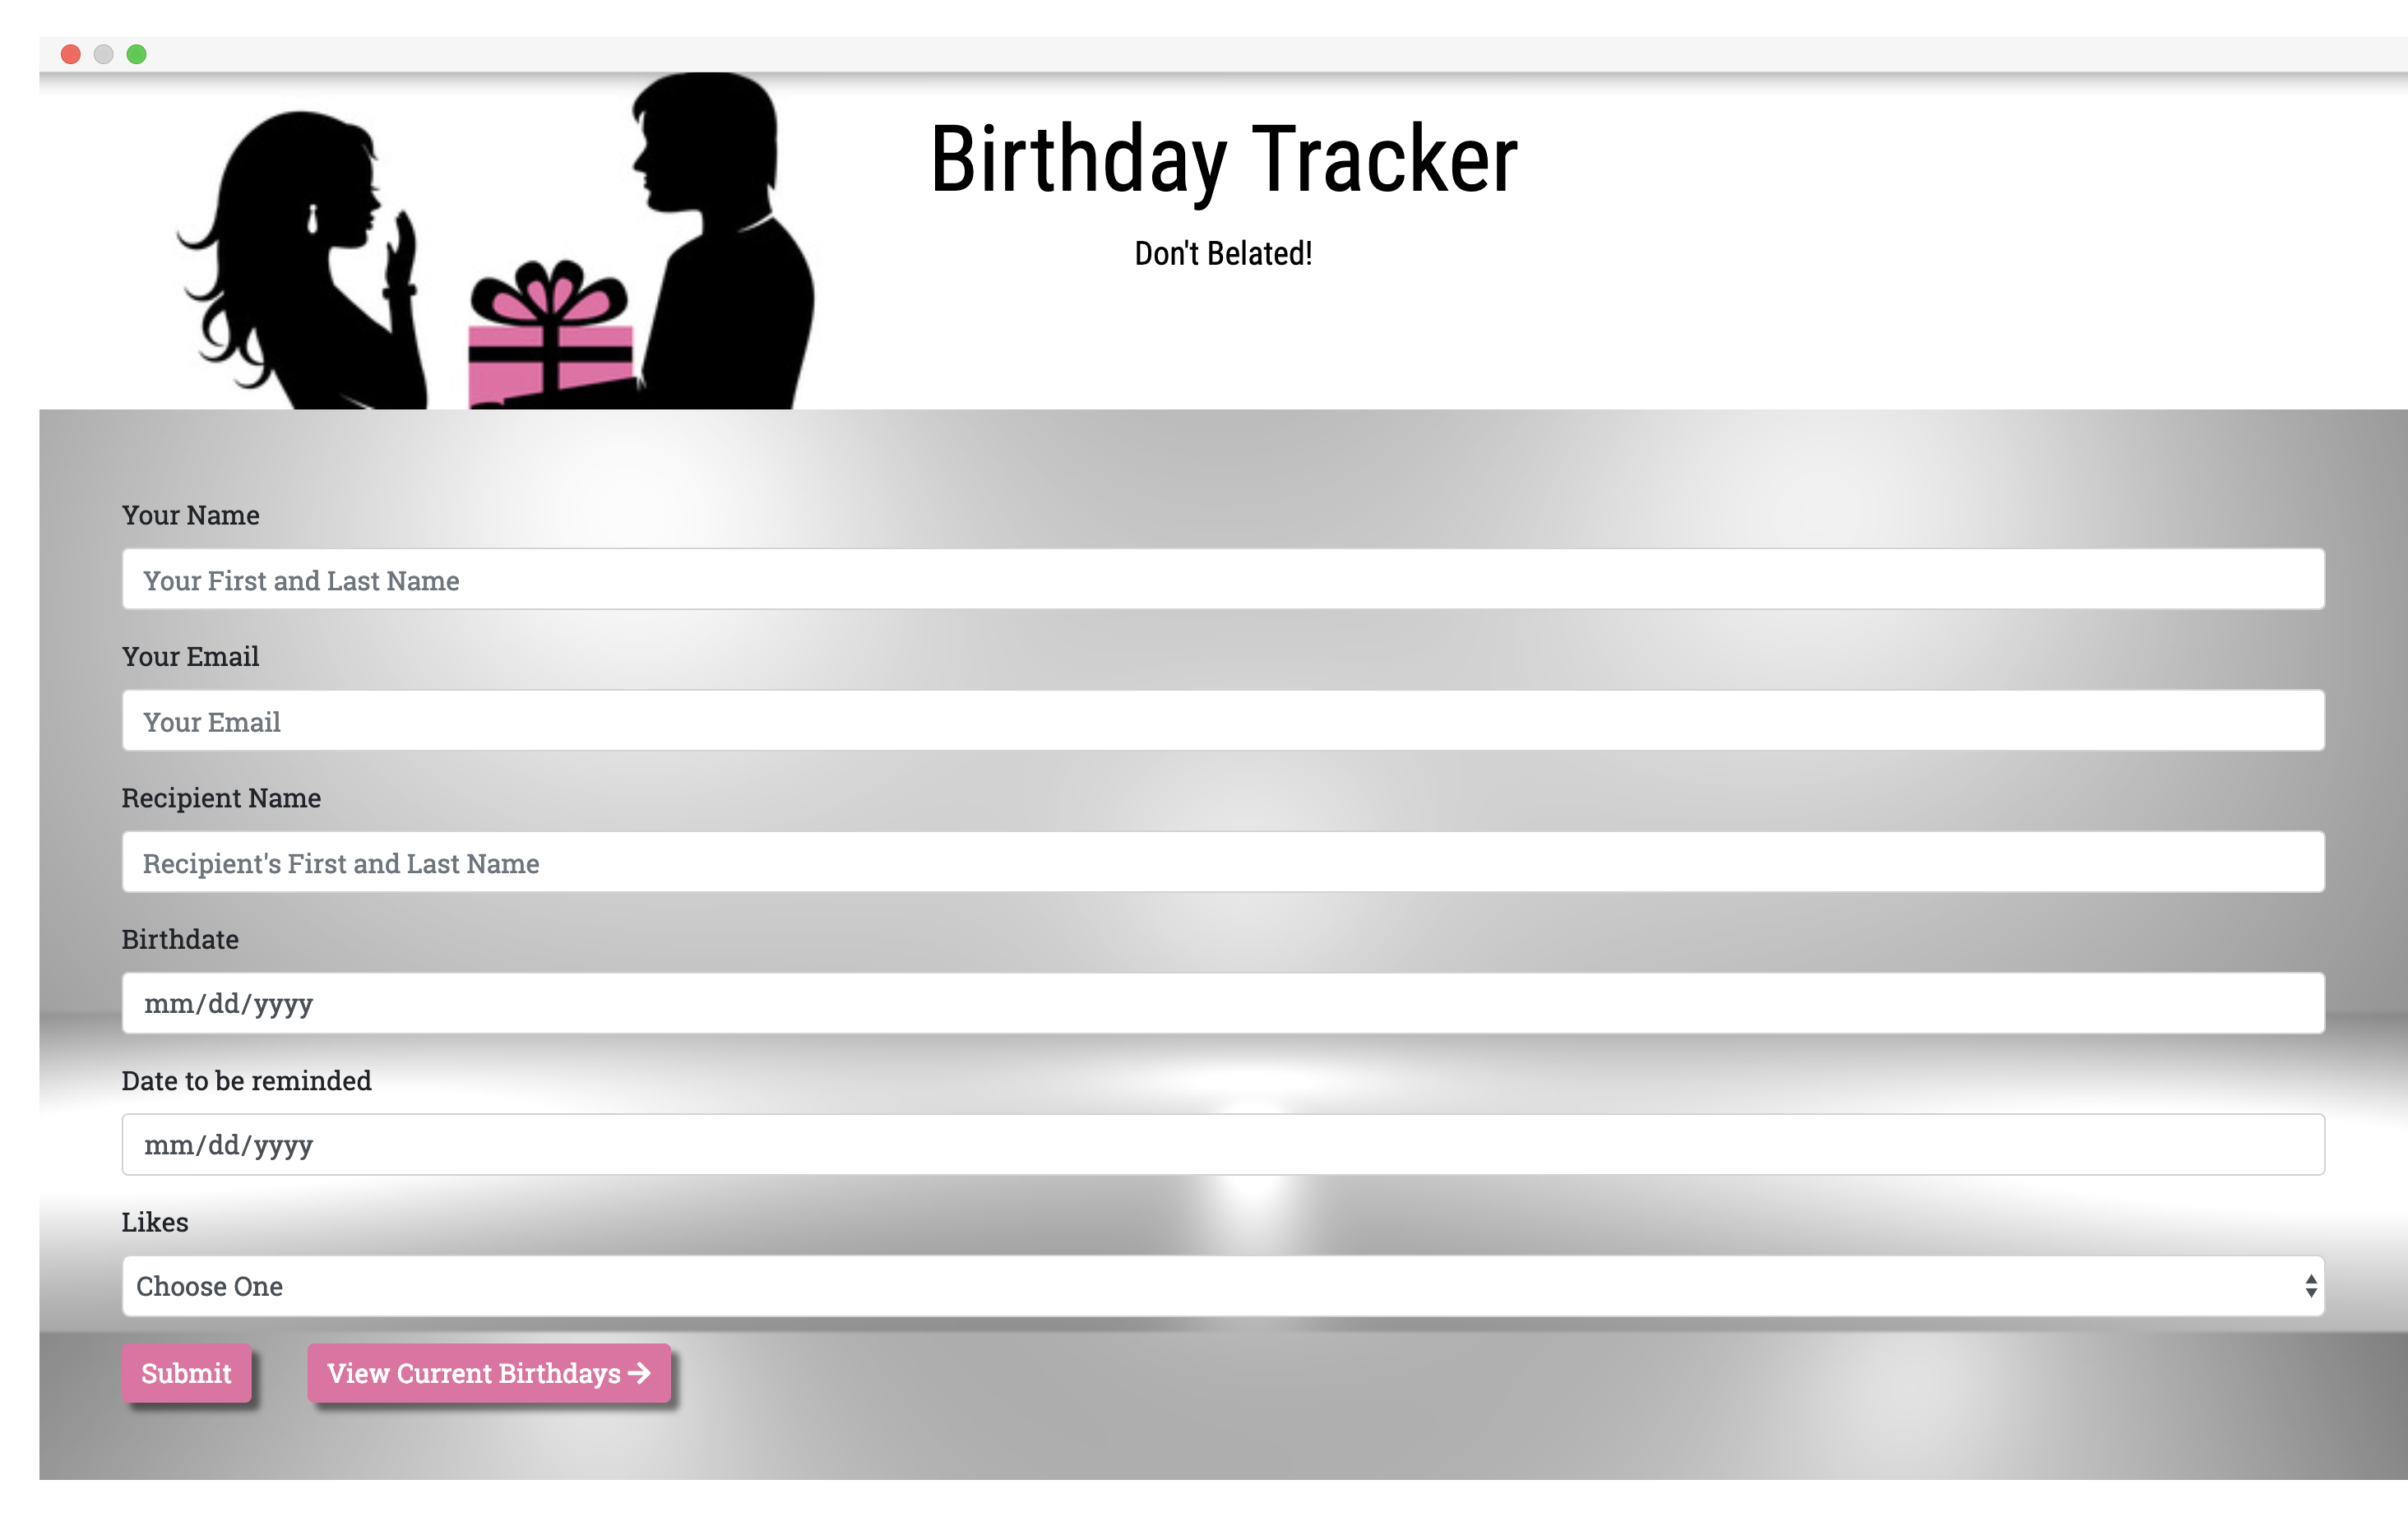 Birthday Tracker
Don't Belated!
Your Name
Your First and Last Name
Your Email
Your Email
Recipient Name
Recipient's First and Last Name
Birthdate
mm/dd/yyyy
Date to be reminded
mm/dd/yyyy
Likes
Choose One
Submit
View Current Birthdays